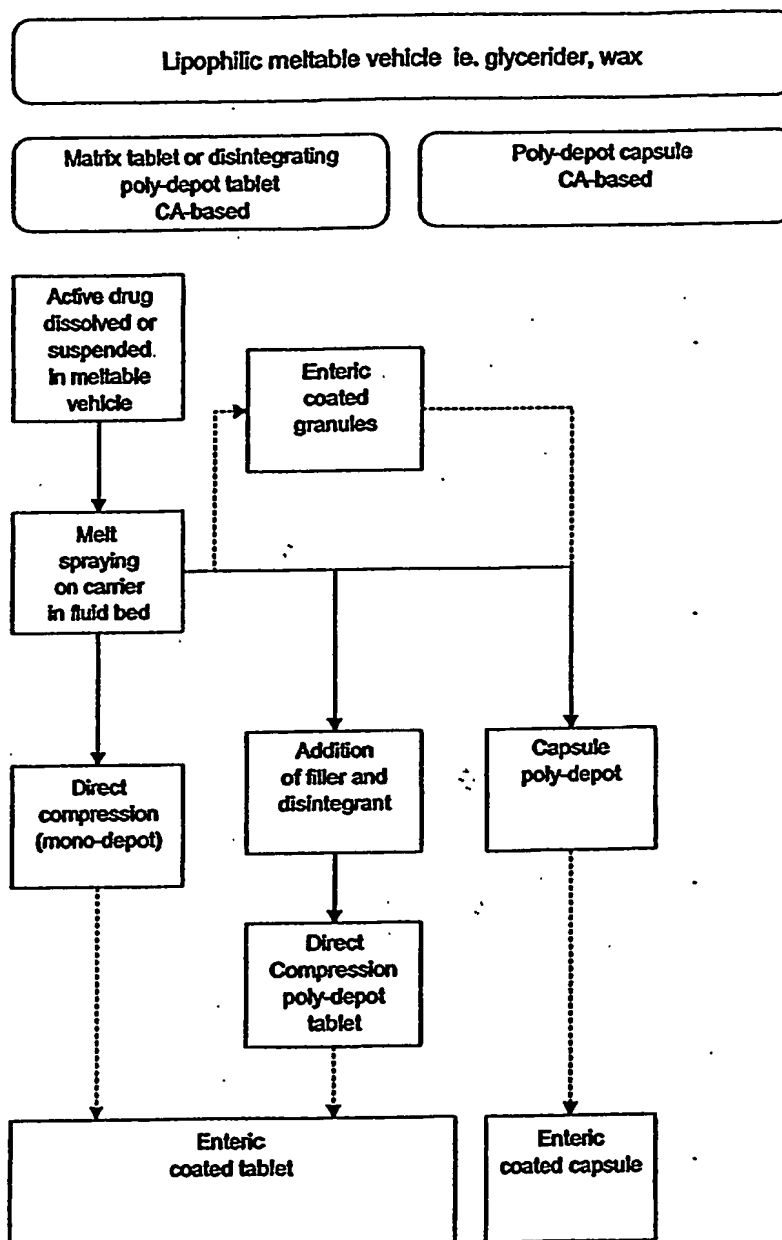 Lipophilic meltable vehicle ie. glycerider, wax
Matrix tablet or disintegrating
poly-depot tablet
CA-based
Poly-depot capsule
CA-based
Active drug
dissolved or
suspended.
in meltable
vehicle
Enteric
coated
granules
Melt
spraying
on carrier
in fluid bed
Direct
compression
(mono-depot)
Addition
of filler and
disintegrant
Capsule
poly-depot
Direct
Compression
poly-depot
tablet
Enteric
coated tablet
Enteric
coated capsule